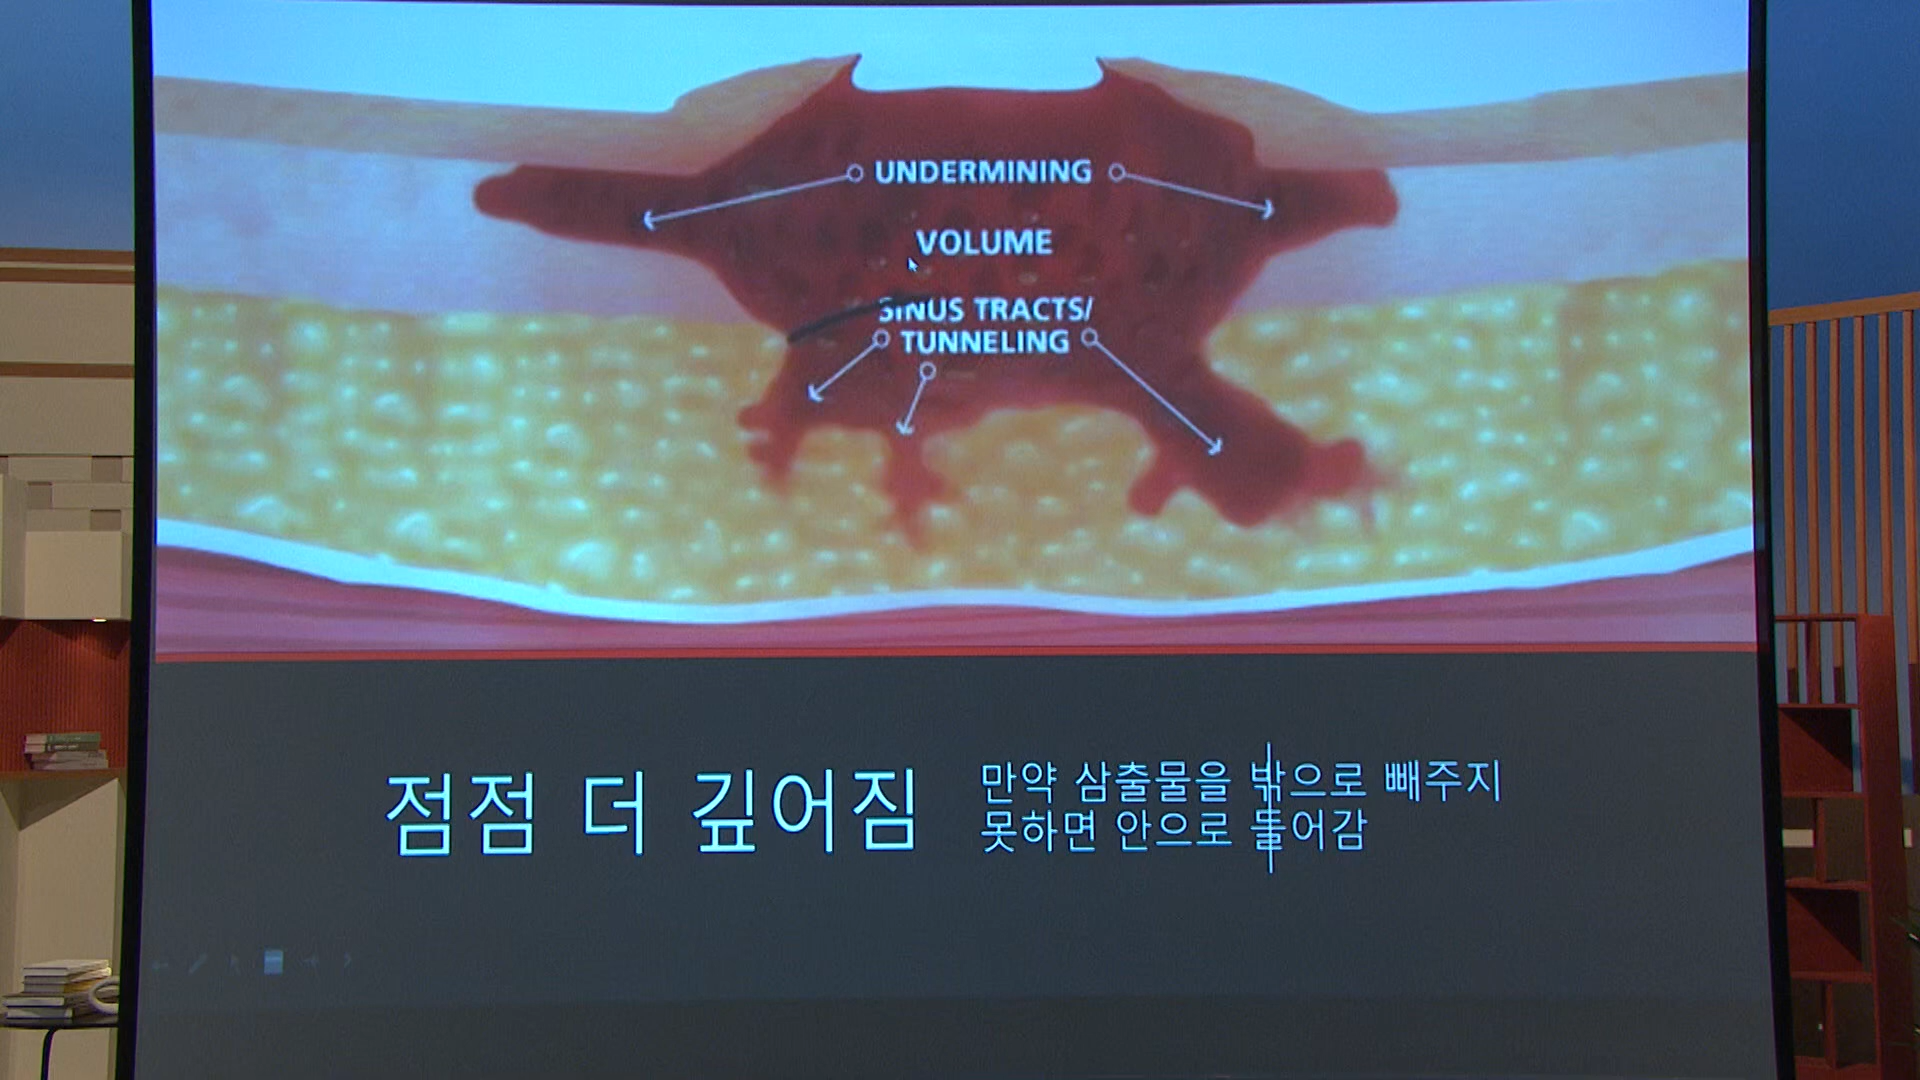 UNDERMINING
VOLUME
SINUS TRACTS/
TUNNELING
점점 더 깊어짐
만약 삼출물을 밖으로 빼주지
못하면 안으로 들어감